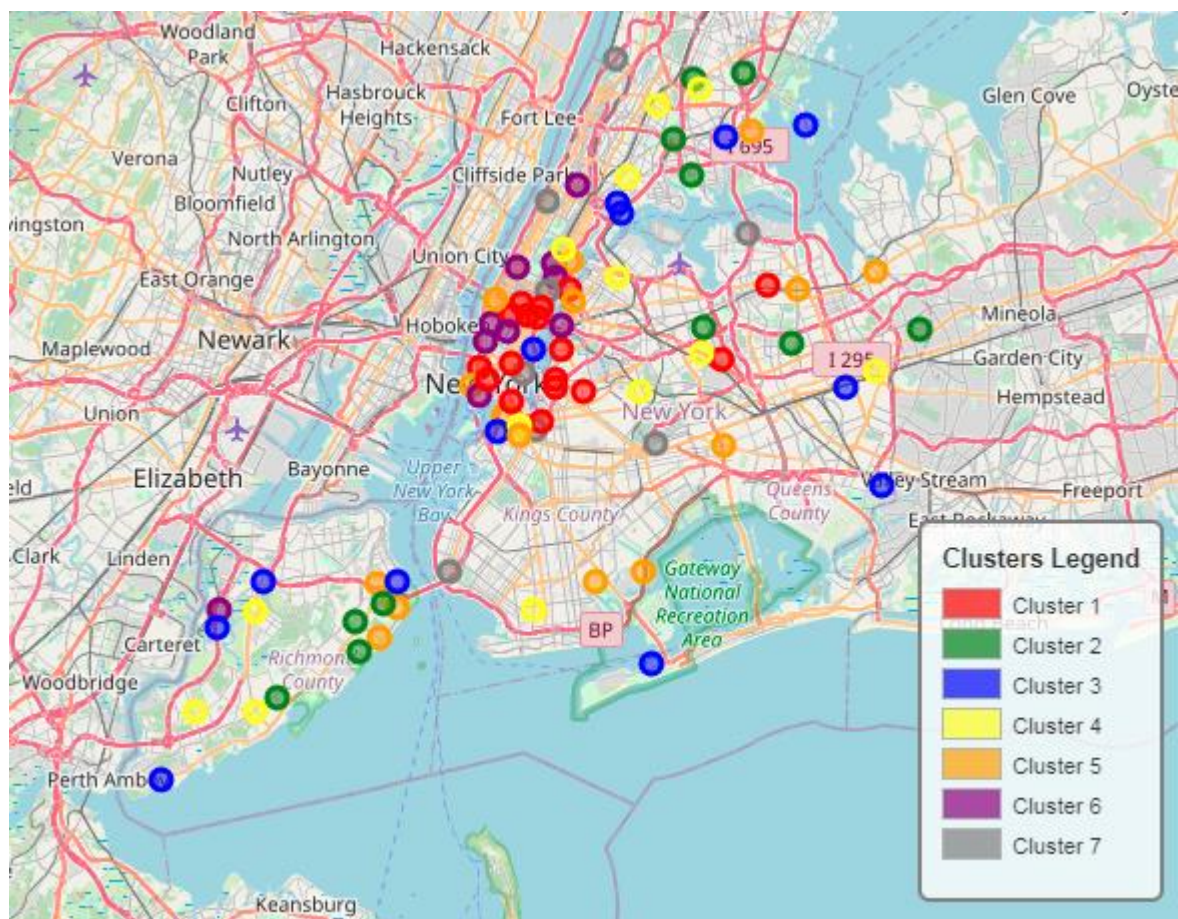 Woodland
Park
Hackensack
Clifton
Hasbrouck
Heights
Fort Lee
Glen Cove
Oyste
Verona
Nutley
Cliffside Park
I 695
Bloomfield
vingston
North Arlington
Union City
East Orange
Mineola
Hoboken
Newark
Maplewood
I 295
Garden City
New York
Hempstead
Union
New York
Bayonne
Elizabeth
Upper
New York
Bay
Kings County
Queens
County
Valley Stream
Freeport
East Rockaway
Clark
Linden
Gateway
National
Recreation
Area
BP
Carteret
Richmond
County
Woodbridge
Perth Amboy
Keansburg
Clusters Legend
Cluster 1
Cluster 2
Cluster 3
Cluster 4
Cluster 5
Cluster 6
Cluster 7